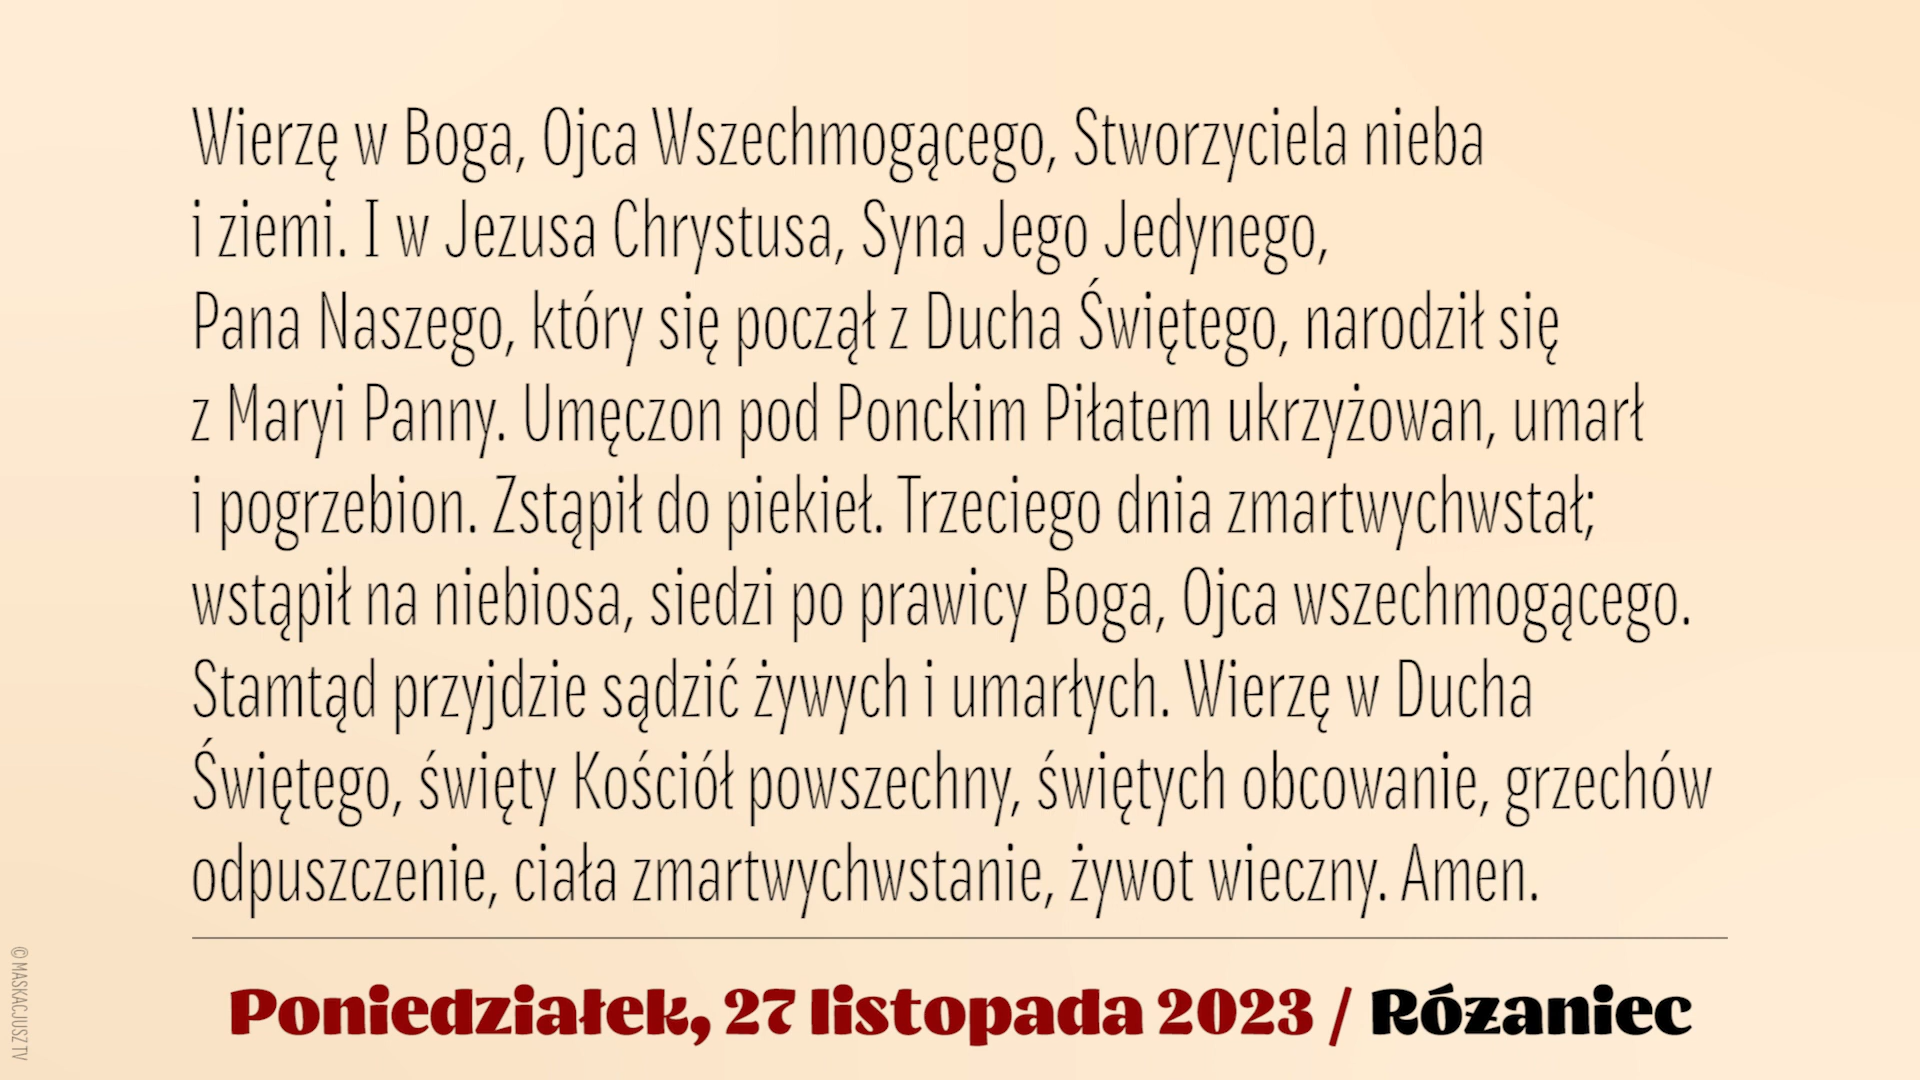 Wierzę w Boga, Ojca Wszechmogącego, Stworzyciela nieba
i ziemi. I w Jezusa Chrystusa, Syna Jego Jedynego,
Pana Naszego, który się począł z Ducha Świętego, narodził się
z Maryi Panny. Umęczon pod Ponckim Piłatem ukrzyżowan, umarł
i pogrzebion. Zstąpił do piekieł. Trzeciego dnia zmartwychwstał;
wstąpił na niebiosa, siedzi po prawicy Boga, Ojca wszechmogącego.
Stamtąd przyjdzie sądzić żywych i umarłych. Wierzę w Ducha
Świętego, święty Kościół powszechny, świętych obcowanie, grzechów
odpuszczenie, ciała zmartwychwstanie, żywot wieczny. Amen.
Poniedziałek, 27 listopada 2023 / Różaniec
© MASKACJUSZ TV